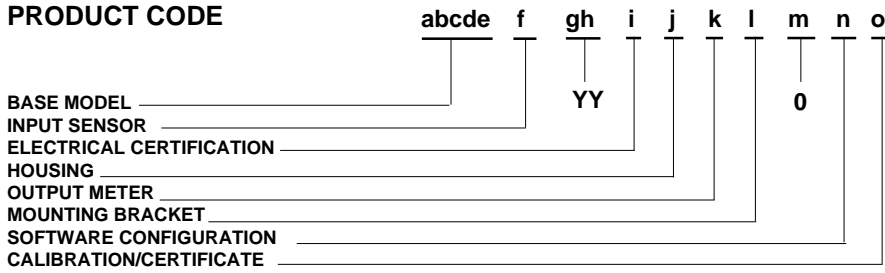 PRODUCT CODE abcde f gh i j k l m n o
YY 0
BASE MODEL
INPUT SENSOR
ELECTRICAL CERTIFICATION
HOUSING
OUTPUT METER
MOUNTING BRACKET
SOFTWARE CONFIGURATION
CALIBRATION/CERTIFICATE